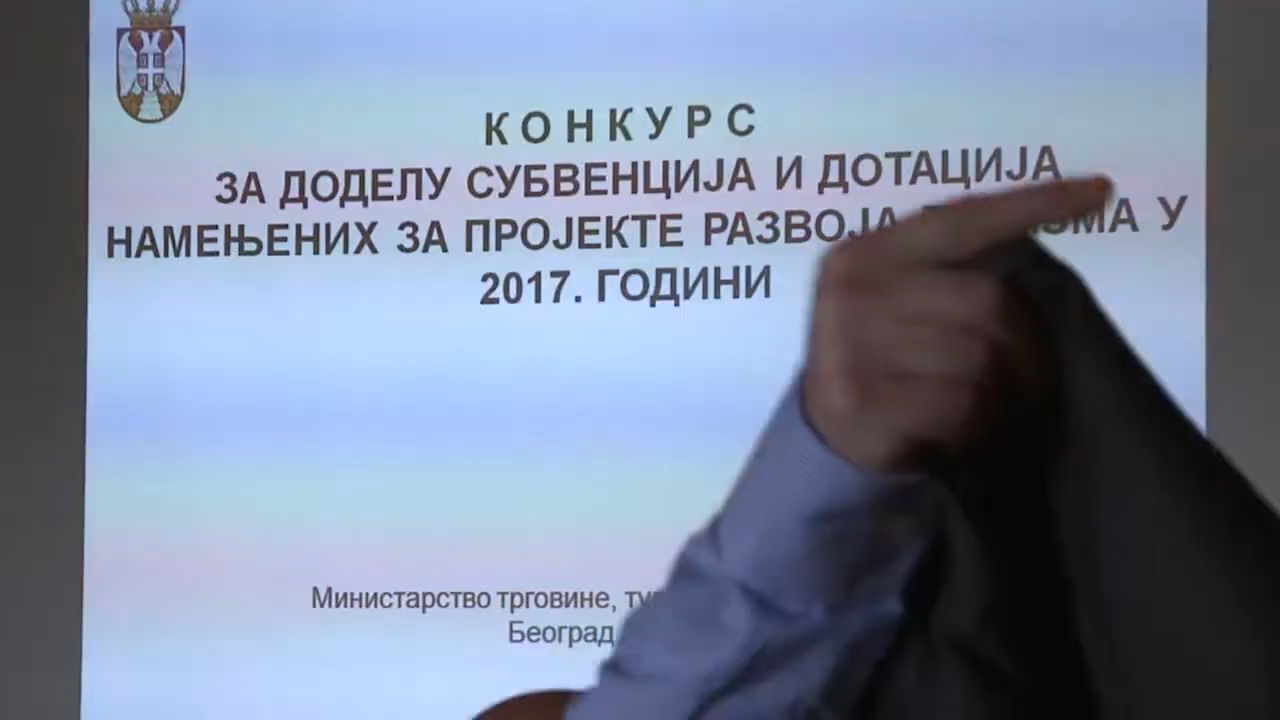 КОНКУРС
ЗА ДОДЕЛУ СУБВЕНЦИЈА И ДОТАЦИЈА
НАМЕЊЕНИХ ЗА ПРОЈЕКТЕ РАЗВОЈА У
2017. ГОДИНИ
Министарство трговине,
Београд